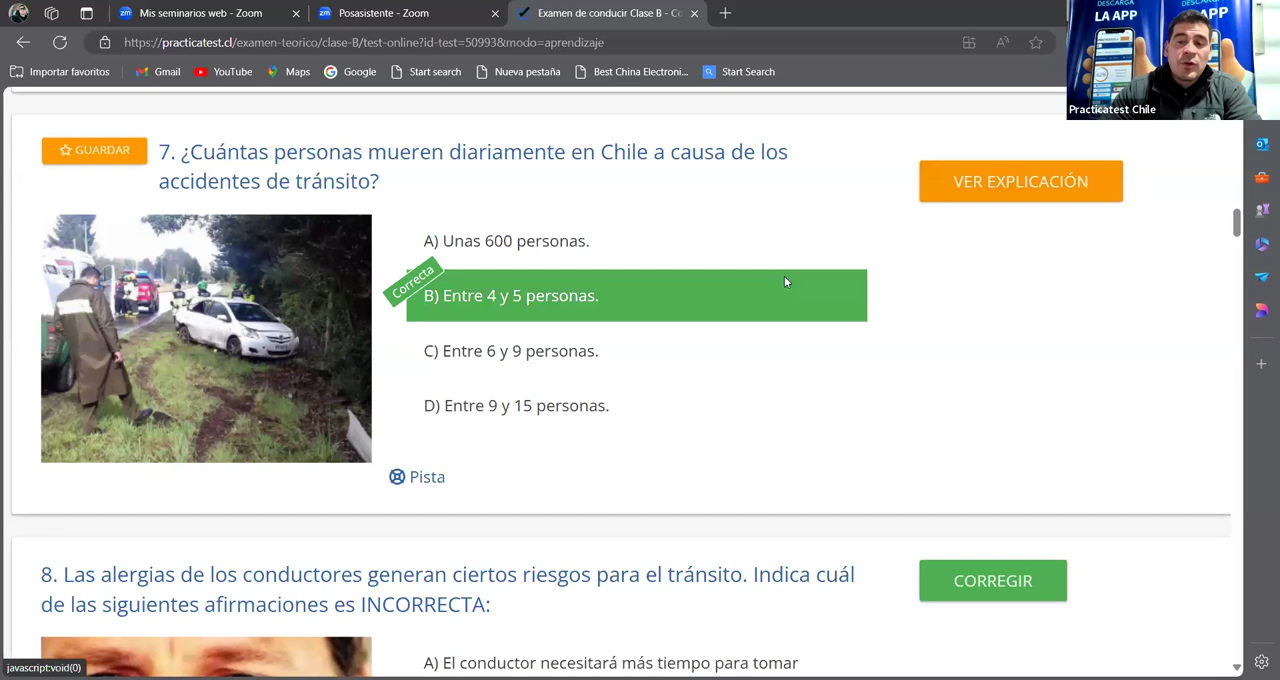 Mis seminarios web - Zoom
Posasistente - Zoom
Examen de conducir Clase B - Co
https://practicatest.cl/examen-teorico/clase-B/test-online?id-test=50993&modo=aprendizaje
Importar favoritos
Gmail
YouTube
Maps
Google
Start search
Nueva pestaña
Best China Electroni...
Start Search
DESCARGA
LA APP
Practicatest Chile
GUARDAR
7. ¿Cuántas personas mueren diariamente en Chile a causa de los
accidentes de tránsito?
VER EXPLICACIÓN
A) Unas 600 personas.
Correcta
B) Entre 4 y 5 personas.
C) Entre 6 y 9 personas.
D) Entre 9 y 15 personas.
Pista
8. Las alergias de los conductores generan ciertos riesgos para el tránsito. Indica cuál
de las siguientes afirmaciones es INCORRECTA:
CORREGIR
A) El conductor necesitará más tiempo para tomar
javascript:void(0)